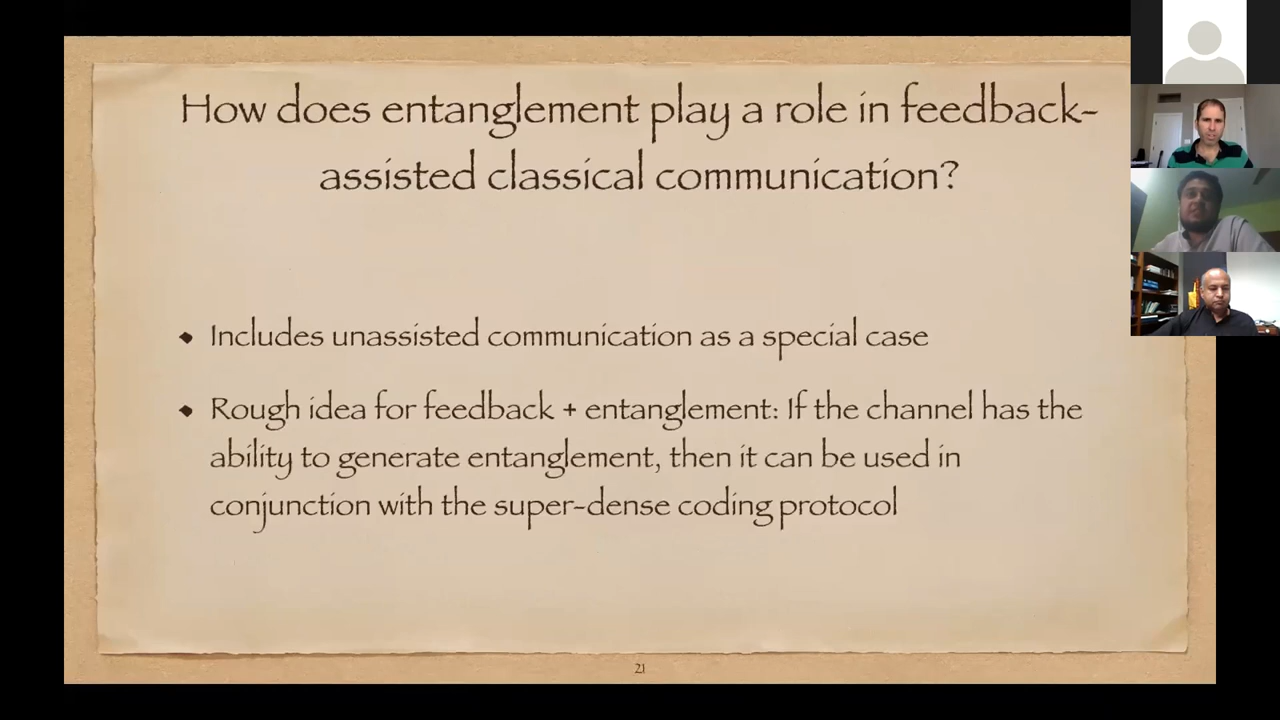 How does entanglement play a role in feedback-
assisted classical communication?
Includes unassisted communication as a special case
Rough idea for feedback + entanglement: If the channel has the
ability to generate entanglement, then it can be used in
conjunction with the super-dense coding protocol
21